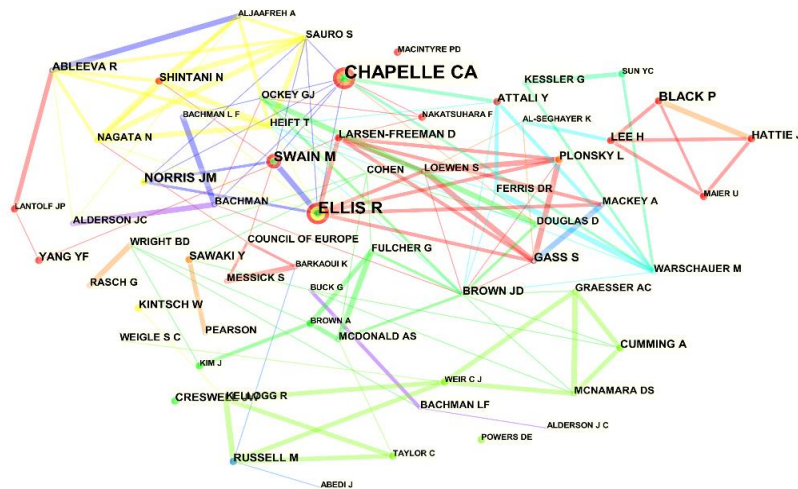 ALJAAFREH A
SAURO S
MACINTYRE PD
ABLEEVA R
SHINTANI N
CHAPELLE CA
KESSLER G
SUN YC
OCKEY GJ
ATTALI Y
BLACK P
BACHMAN L F
HEIFT T
NAKATSUHARA F
AL-SEGHAYER K
NAGATA N
LARSEN-FREEMAN D
LEE H
HATTIE J
SWAIN M
PLONSKY L
NORRIS JM
COHEN
LOEWEN S
FERRIS DR
MAIER U
LANTOLF JP
BACHMAN
ELLIS R
MACKEY A
ALDERSON JC
DOUGLAS D
WRIGHT BD
COUNCIL OF EUROPE
FULCHER G
YANG YF
SAWAKI Y
BARKAOUI K
GASS S
WARSCHAUER M
RASCH G
MESSICK S
BUCK G
BROWN JD
GRAESSER AC
KINTSCH W
BROWN A
WEIGLE S C
PEARSON
MCDONALD AS
CUMMING A
KIM J
WEIR C J
MCNAMARA DS
KELLOGG R
BACHMAN LF
ALDERSON J C
POWERS DE
RUSSELL M
TAYLOR C
ABEDI J